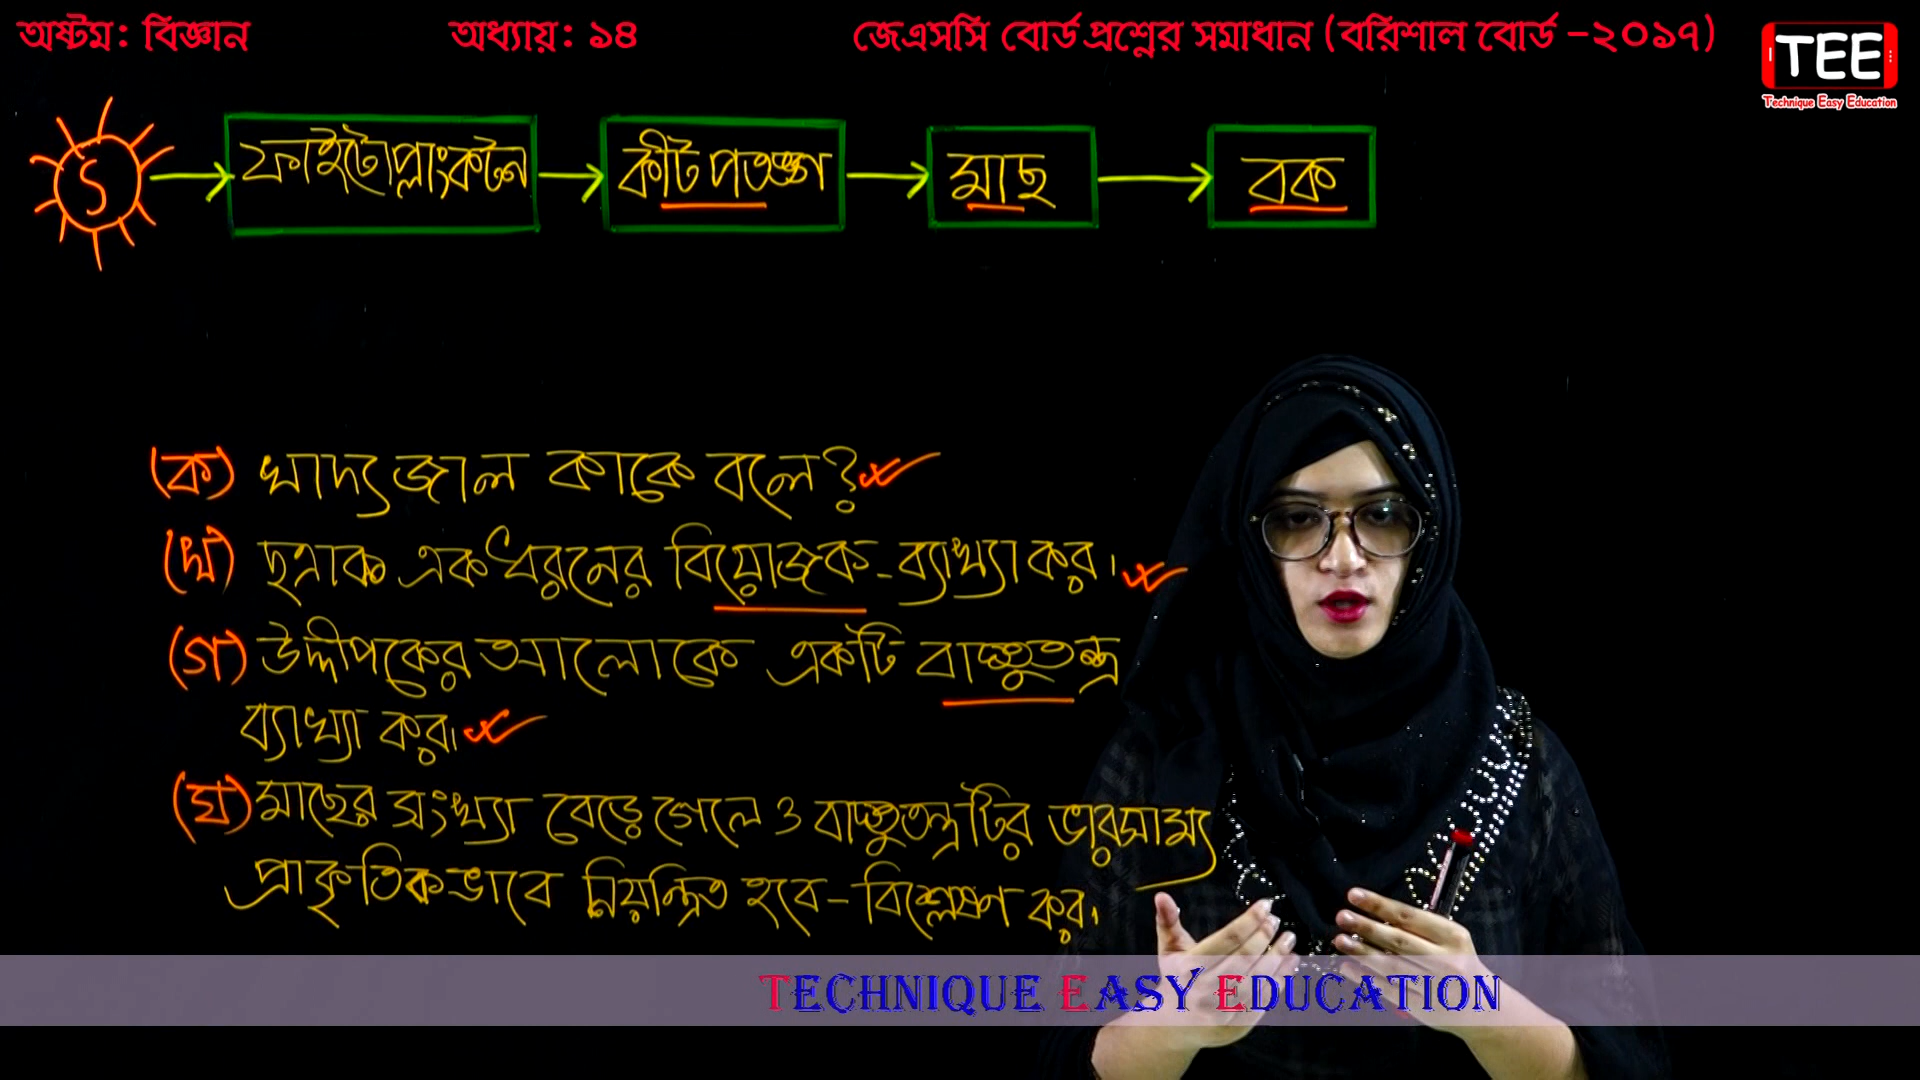 অষ্টম: বিজ্ঞান অধ্যায়: ১৪ জেএসসি বোর্ড প্রশ্নের সমাধান (বরিশাল বোর্ড -২০১৭)
TEE
Technique Easy Education
S ফাইটোপ্লাংকটন কীট পতঙ্গ মাছ বক
(ক) খাদ্য জাল কাকে বলে?
(খ) ছত্রাক এক ধরনের বিয়োজক-ব্যাখ্যা কর।
(গ) উদ্দীপকের আলোকে একটি বাস্তুতন্ত্র
ব্যাখ্যা কর।
(ঘ) মাছের সংখ্যা বেড়ে গেলে ও বাস্তুতন্ত্রটির ভারসাম্য
প্রাকৃতিকভাবে নিয়ন্ত্রিত হবে-বিশ্লেষণ কর।
TECHNIQUE EASY EDUCATION